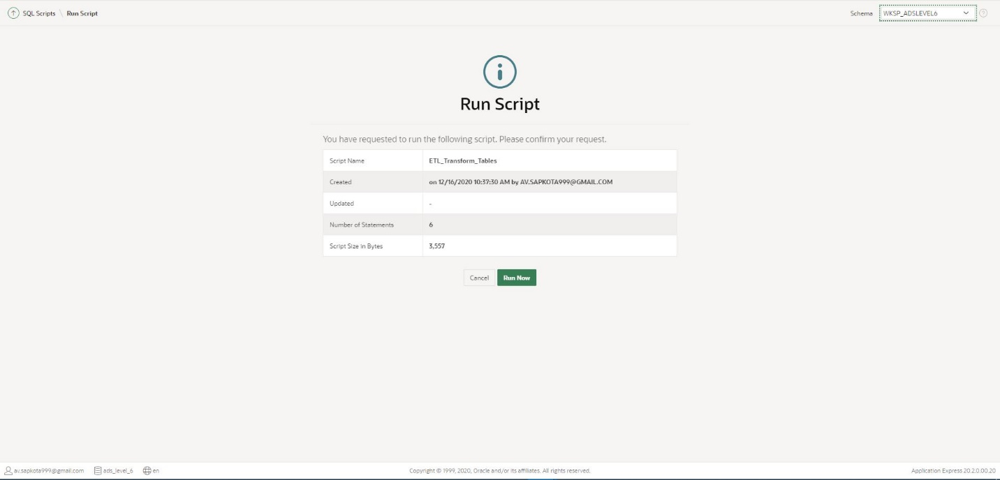 SQL Scripts \ Run Script
Schema WKSP_ADSLEVEL6
Run Script
You have requested to run the following script. Please confirm your request.
Script Name ETL_Transform_Tables
Created on 12/16/2020 10:37:30 AM by AV.SAPKOTA999@GMAIL.COM
Updated -
Number of Statements 6
Script Size in Bytes 3,557
Cancel Run Now
av.sapkota999@gmail.com ads_level_6 en
Copyright © 1999, 2020, Oracle and/or its affiliates. All rights reserved.
Application Express 20.2.0.00.20